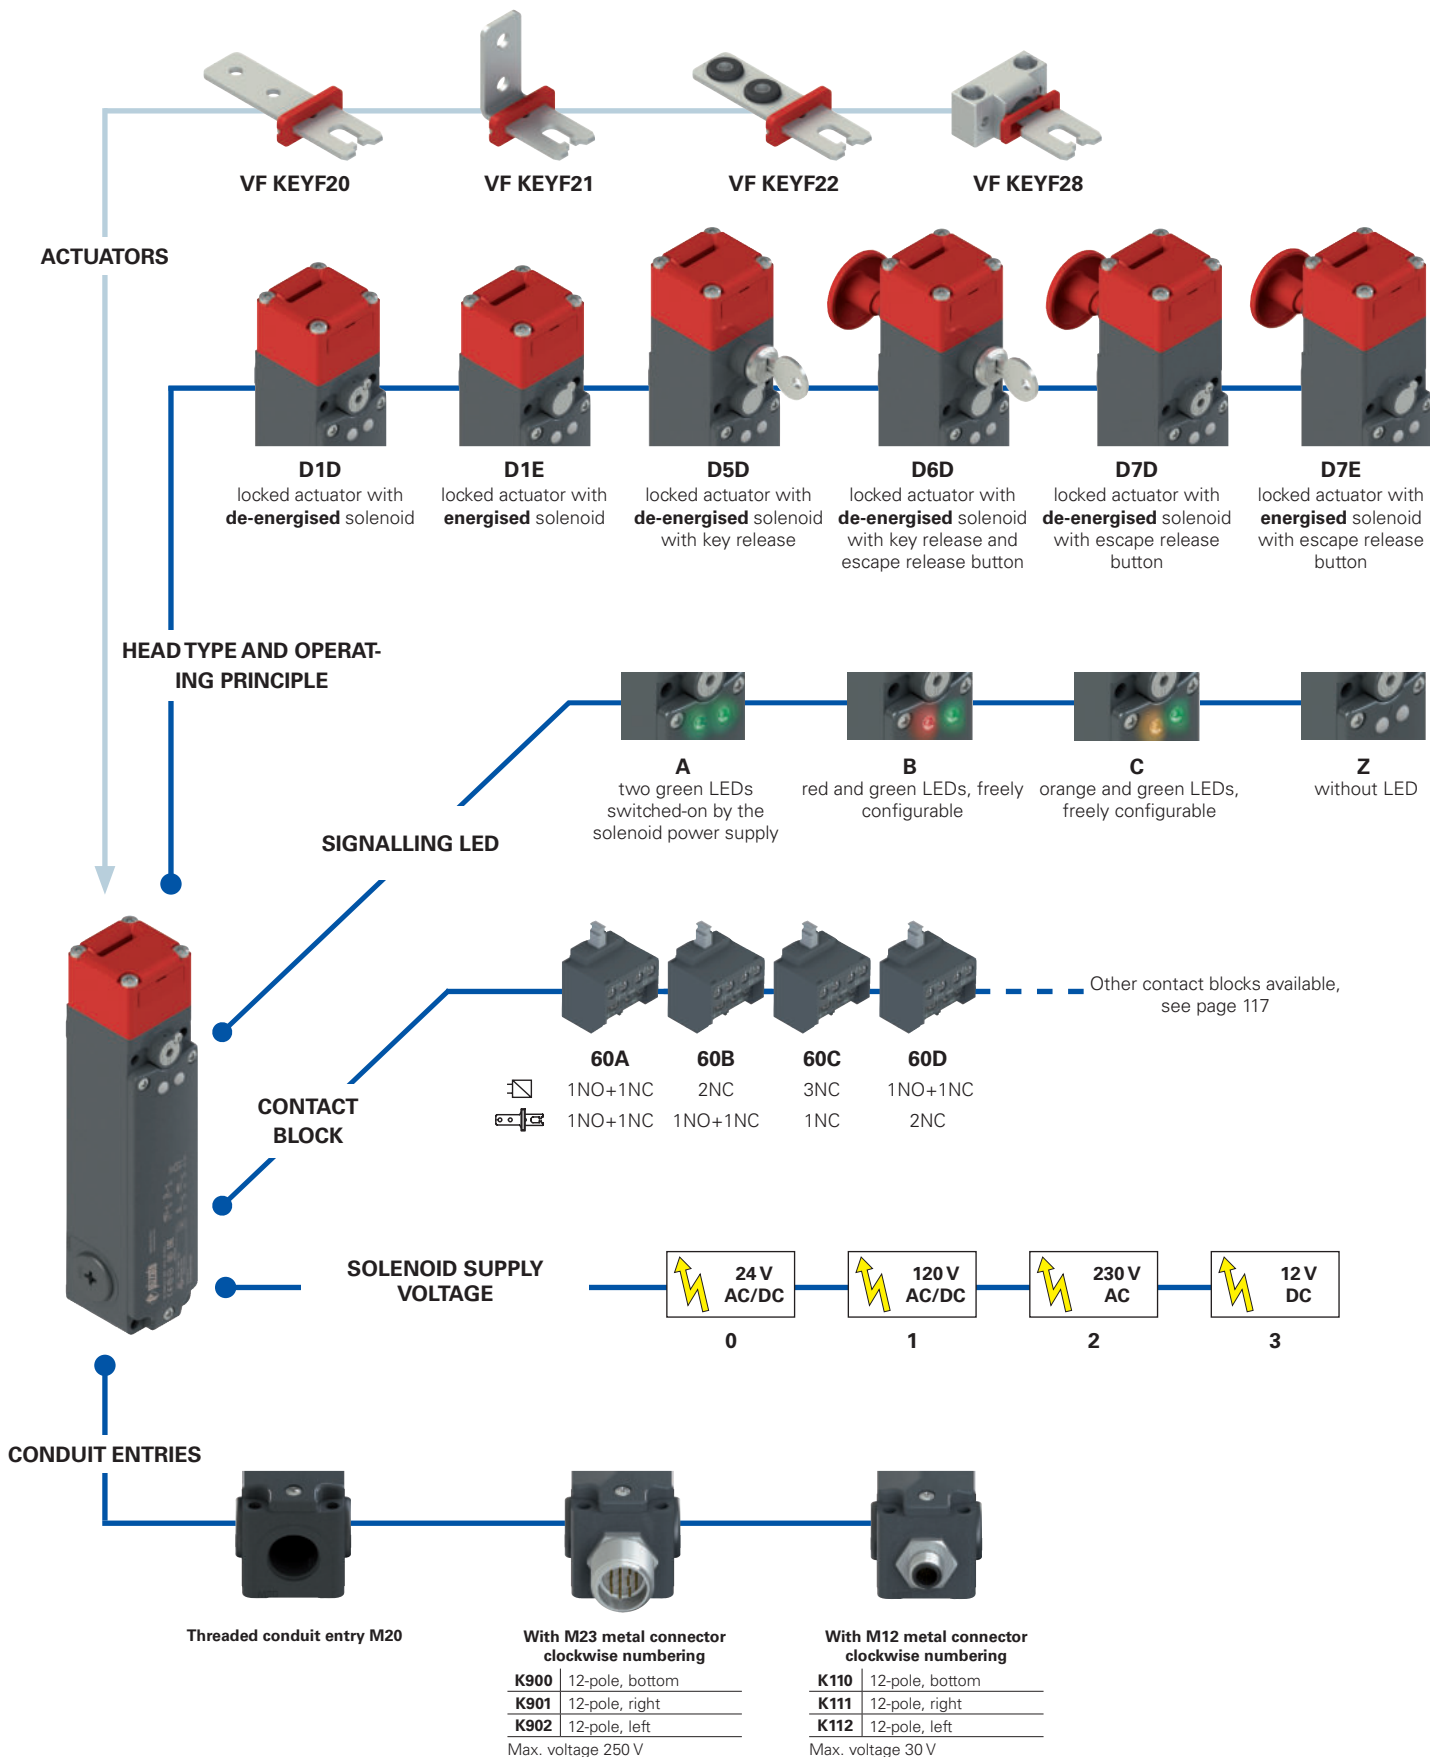 VF KEYF20
VF KEYF21
VF KEYF22
VF KEYF28
ACTUATORS
D1D
locked actuator with
de-energised solenoid
D1E
locked actuator with
energised solenoid
D5D
locked actuator with
de-energised solenoid
with key release
D6D
locked actuator with
de-energised solenoid
with key release and
escape release button
D7D
locked actuator with
de-energised solenoid
with escape release
button
D7E
locked actuator with
energised solenoid
with escape release
button
HEAD TYPE AND OPERAT-
ING PRINCIPLE
A
two green LEDs
switched-on by the
solenoid power supply
B
red and green LEDs, freely
configurable
C
orange and green LEDs,
freely configurable
Z
without LED
SIGNALLING LED
Other contact blocks available,
see page 117
60A
60B
60C
60D
1NO+1NC
2NC
3NC
1NO+1NC
1NO+1NC
1NO+1NC
1NC
2NC
CONTACT
BLOCK
SOLENOID SUPPLY
VOLTAGE
24 V
AC/DC
0
120 V
AC/DC
1
230 V
AC
2
12 V
DC
3
CONDUIT ENTRIES
Threaded conduit entry M20
With M23 metal connector
clockwise numbering
K900 12-pole, bottom
K901 12-pole, right
K902 12-pole, left
Max. voltage 250 V
With M12 metal connector
clockwise numbering
K110 12-pole, bottom
K111 12-pole, right
K112 12-pole, left
Max. voltage 30 V